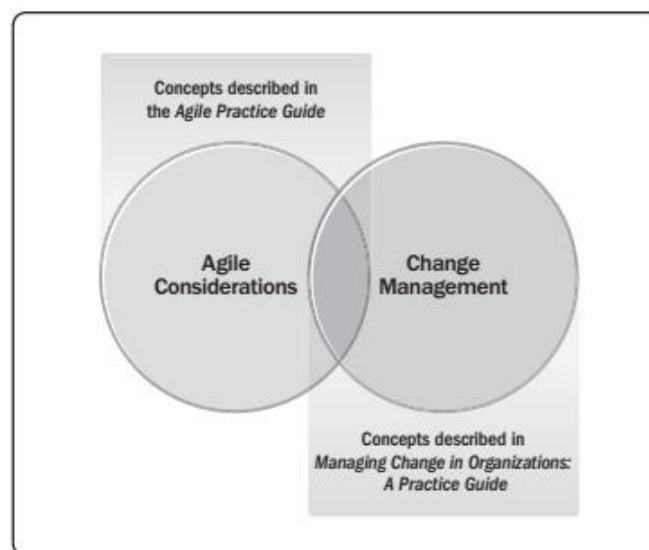 Concepts described in
the Agile Practice Guide
Agile
Considerations
Change
Management
Concepts described in
Managing Change in Organizations:
A Practice Guide